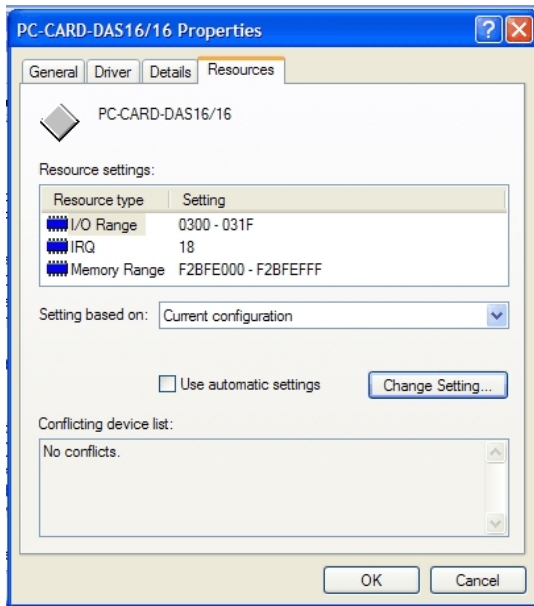 PC-CARD-DAS16/16 Properties
General Driver Details Resources
PC-CARD-DAS16/16
Resource settings:
Resource type Setting
I/O Range 0300 - 031F
IRQ 18
Memory Range F2BFE000 - F2BFEFFF
Setting based on: Current configuration
Use automatic settings Change Setting...
Conflicting device list:
No conflicts.
OK Cancel